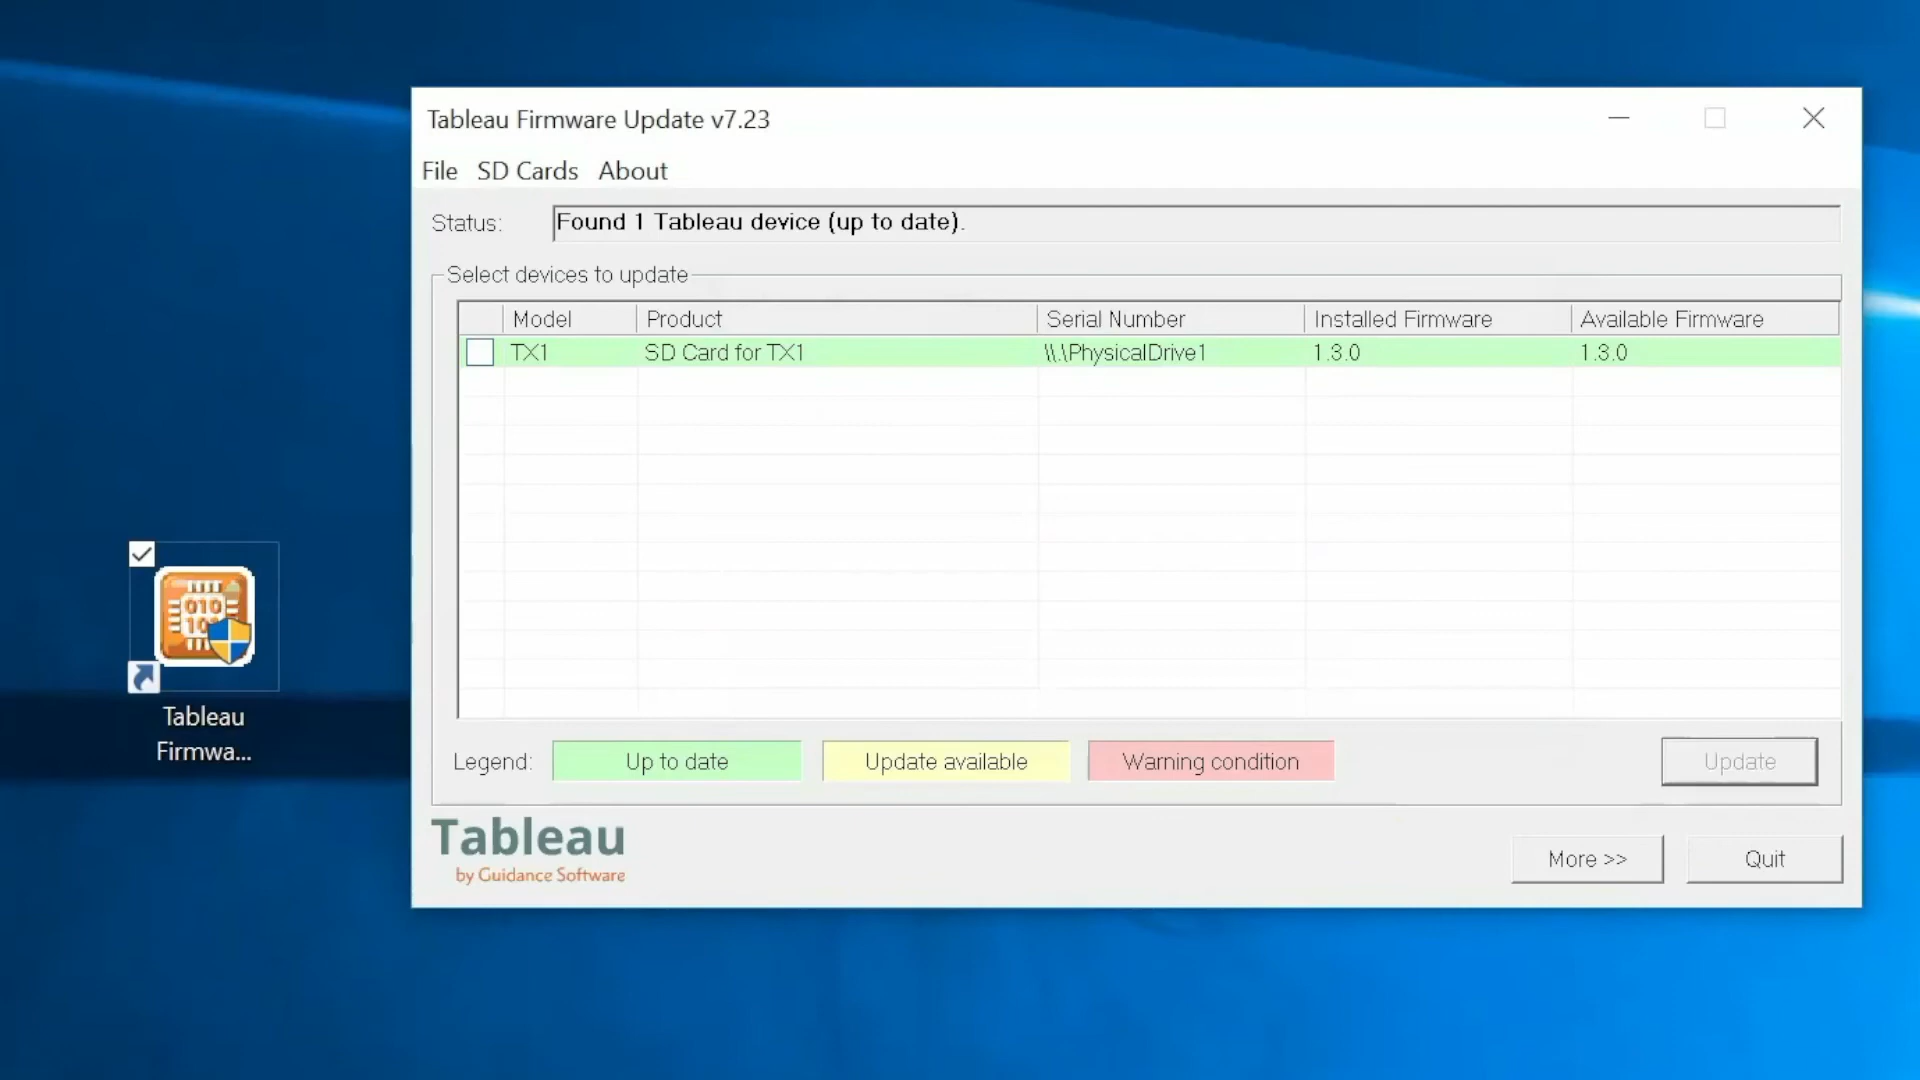 Tableau Firmware Update v7.23
File SD Cards About
Status: Found 1 Tableau device (up to date).
Select devices to update
Model Product Serial Number Installed Firmware Available Firmware
TX1 SD Card for TX1 \\.\PhysicalDrive1 1.3.0 1.3.0
010
Tableau
Firmwa...
Legend: Up to date Update available Warning condition Update
Tableau
by Guidance Software
More >> Quit